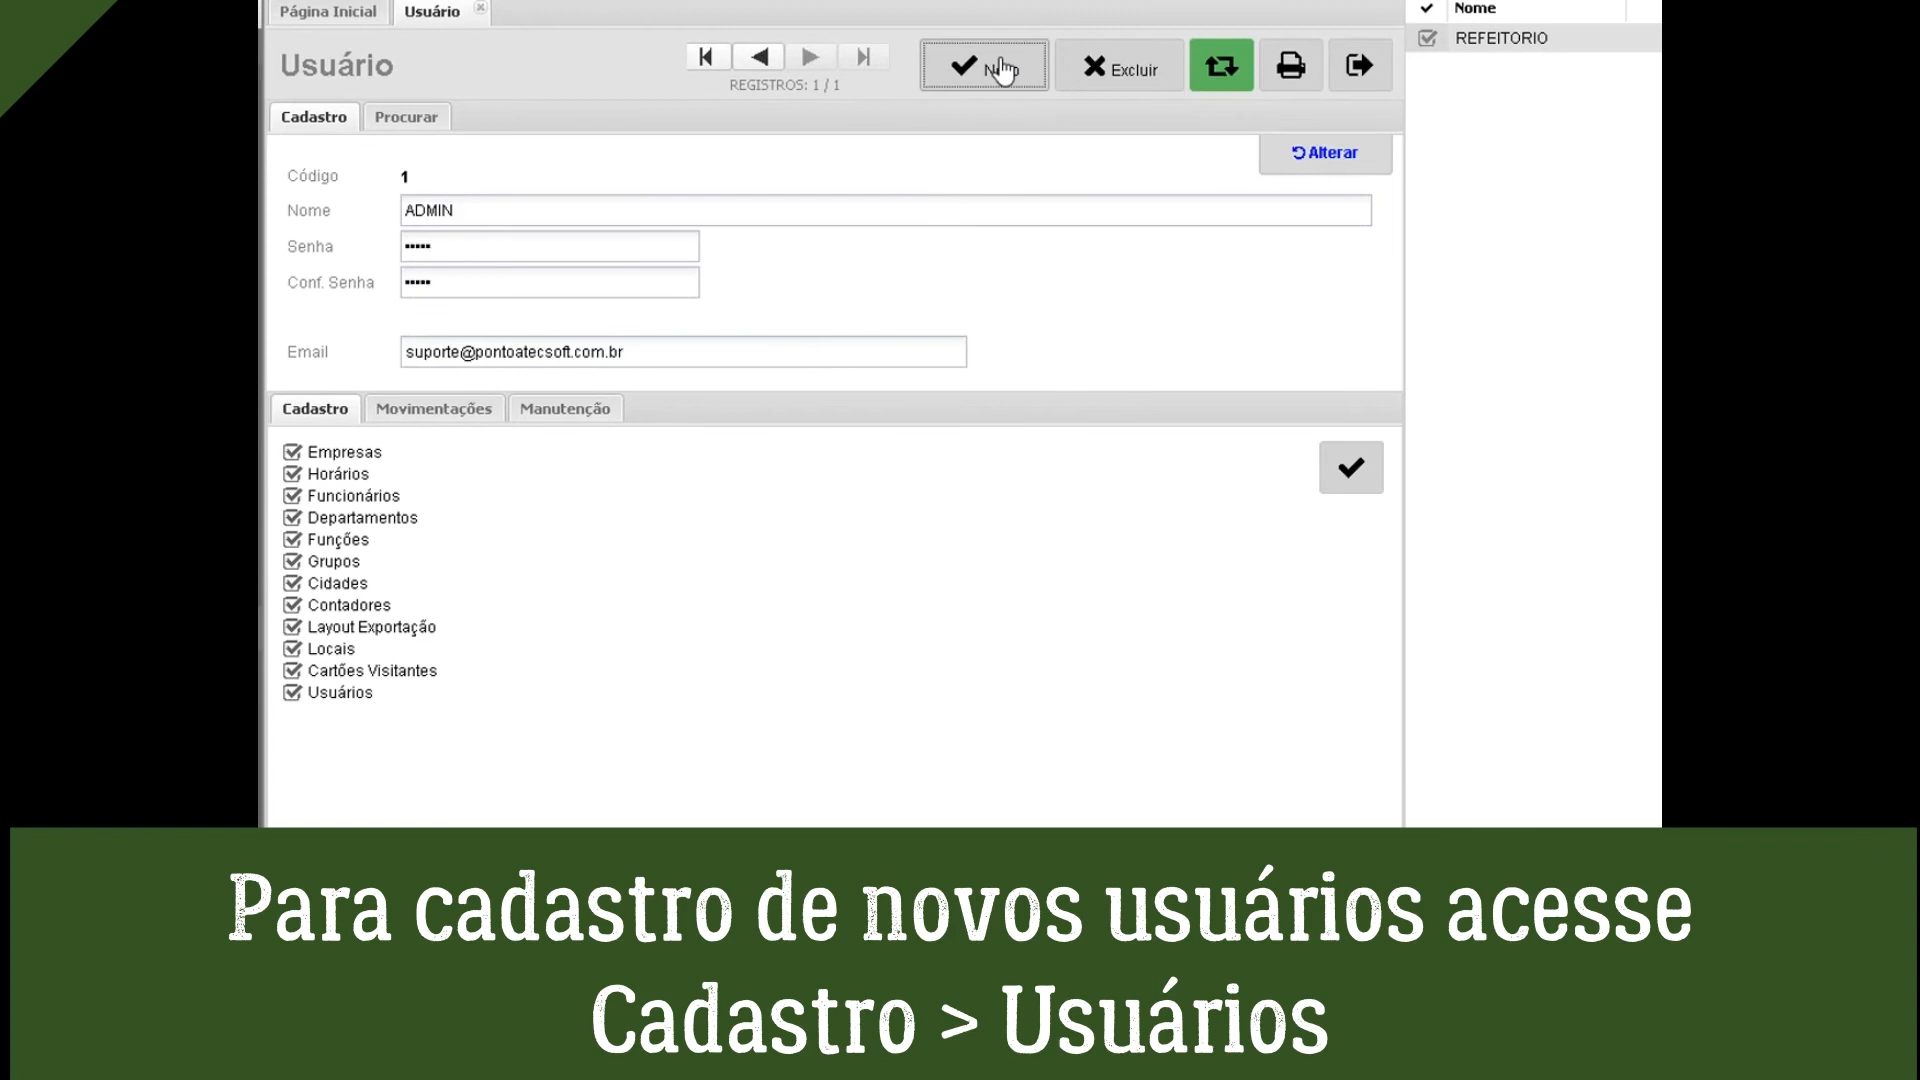 Página Inicial Usuário
Nome
REFEITORIO
Usuário
REGISTROS: 1 / 1
Excluir
Cadastro Procurar
Alterar
Código 1
Nome ADMIN
Senha •••••
Conf. Senha •••••
Email suporte@pontoatecsoft.com.br
Cadastro Movimentações Manutenção
Empresas
Horários
Funcionários
Departamentos
Funções
Grupos
Cidades
Contadores
Layout Exportação
Locais
Cartões Visitantes
Usuários
Para cadastro de novos usuários acesse
Cadastro > Usuários